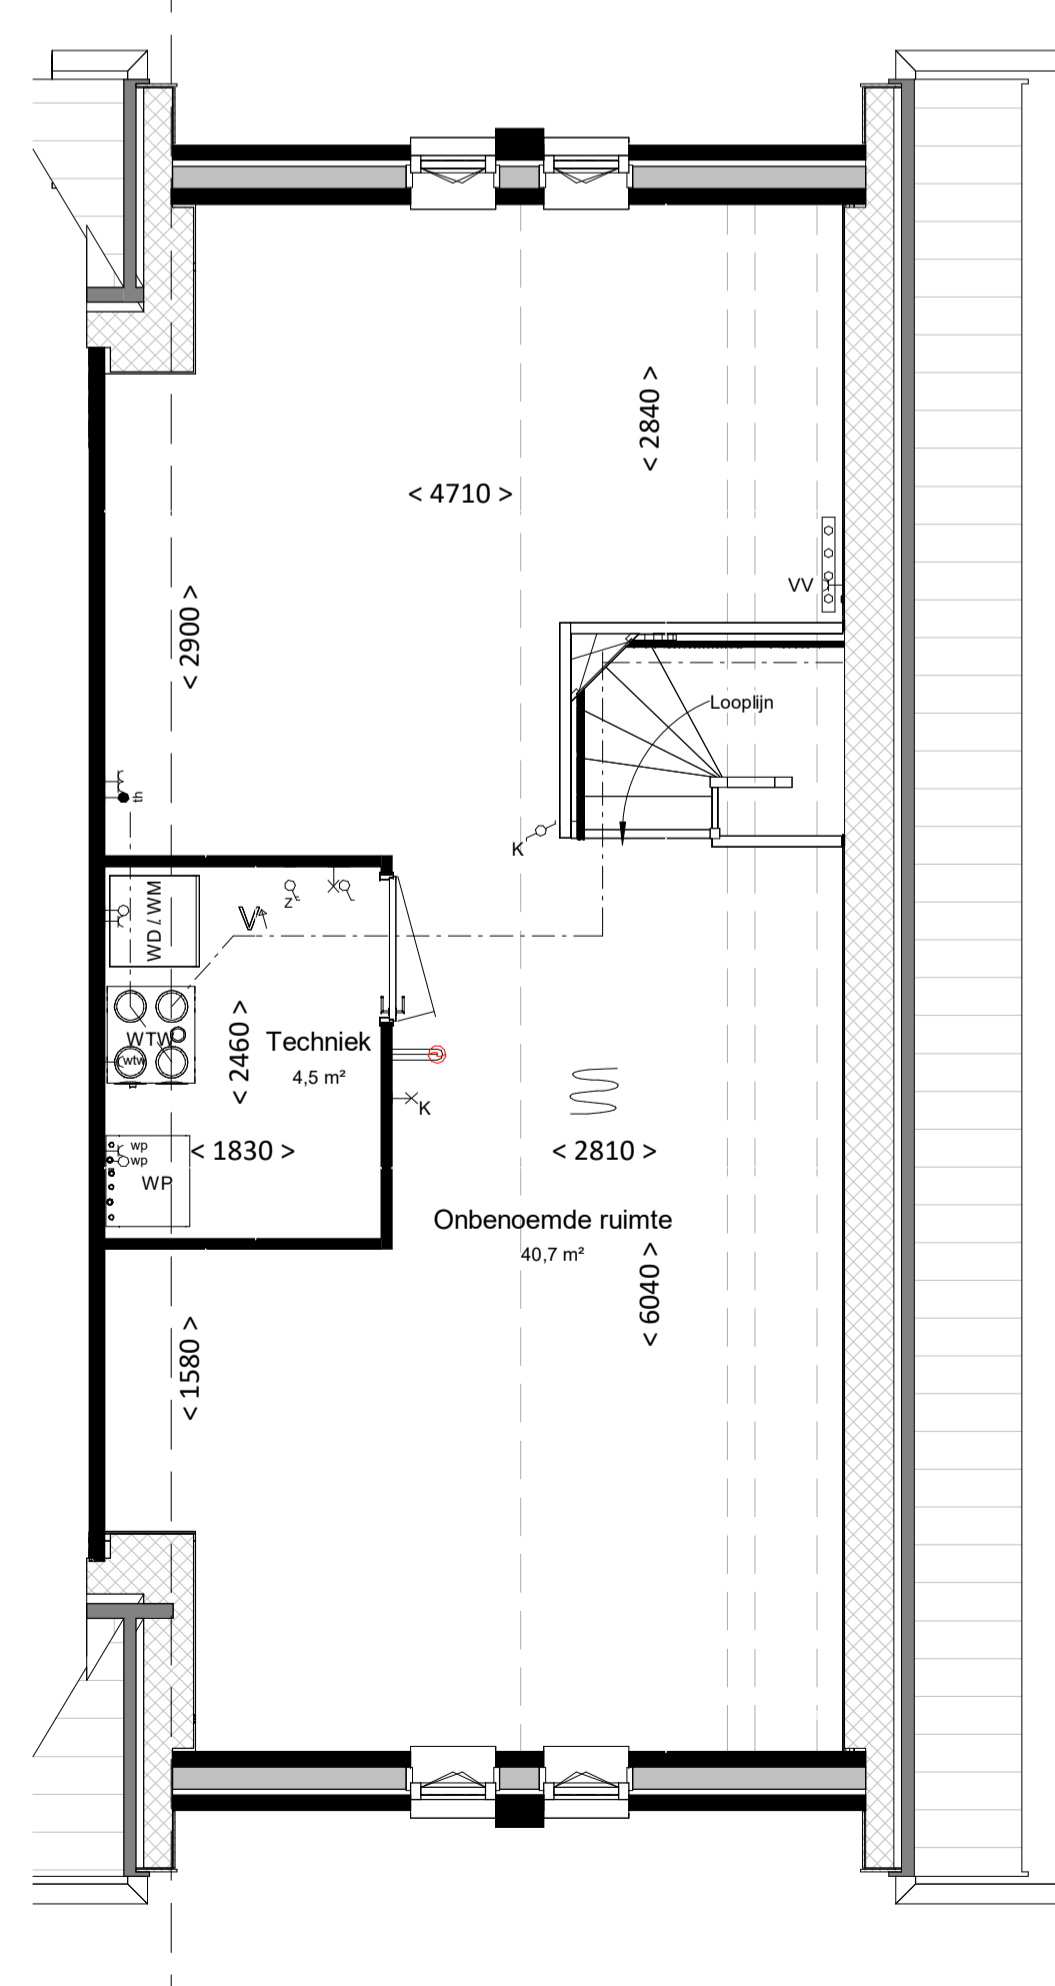 < 2840 >
< 4710 >
VV
< 2900 >
Looplijn
th
K
WD / WM
z
V
WTW
wtw
< 2460 >
Techniek
4,5 m²
K
wp
wp
WP
< 1830 >
< 2810 >
Onbenoemde ruimte
40,7 m²
< 6040 >
< 1580 >